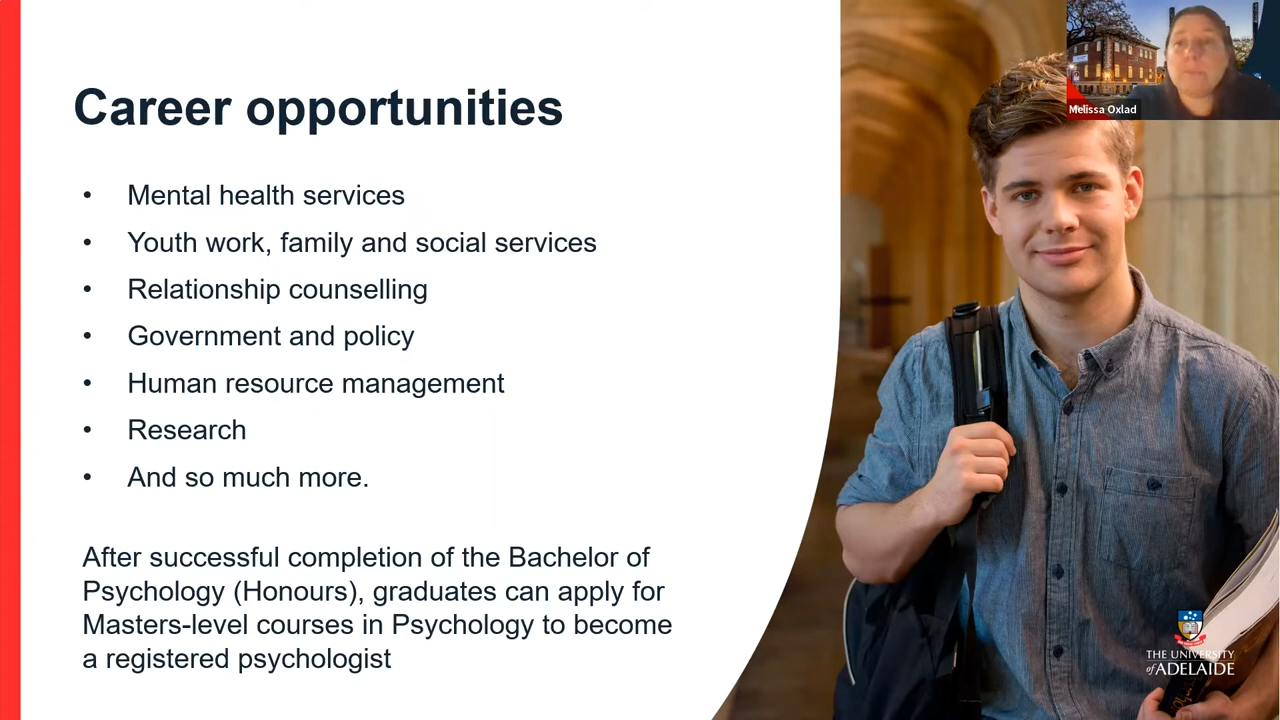 Career opportunities
• Mental health services
• Youth work, family and social services
• Relationship counselling
• Government and policy
• Human resource management
• Research
• And so much more.
After successful completion of the Bachelor of
Psychology (Honours), graduates can apply for
Masters-level courses in Psychology to become
a registered psychologist
Melissa Oxlad
THE UNIVERSITY
of ADELAIDE